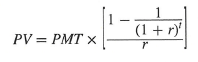 PV = PMT × [1 − 1/(1 + r)^t / r]